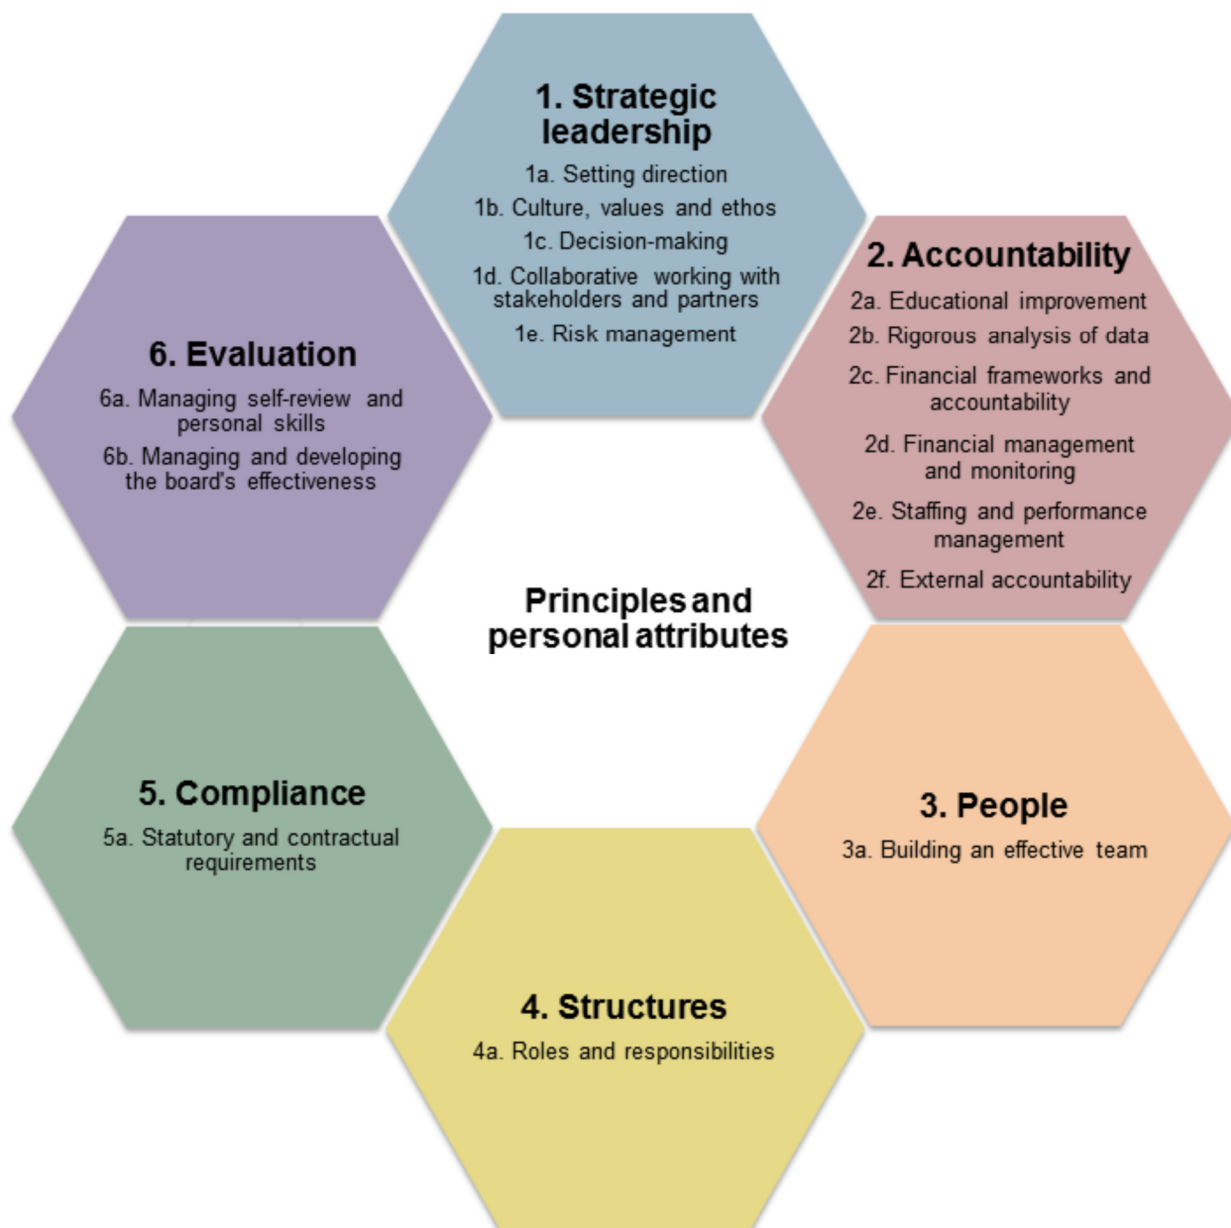 1. Strategic
leadership
1a. Setting direction
1b. Culture, values and ethos
1c. Decision-making
1d. Collaborative working with
stakeholders and partners
1e. Risk management
2. Accountability
2a. Educational improvement
2b. Rigorous analysis of data
2c. Financial frameworks and
accountability
2d. Financial management
and monitoring
2e. Staffing and performance
management
2f. External accountability
3. People
3a. Building an effective team
4. Structures
4a. Roles and responsibilities
5. Compliance
5a. Statutory and contractual
requirements
6. Evaluation
6a. Managing self-review and
personal skills
6b. Managing and developing
the board's effectiveness
Principles and
personal attributes